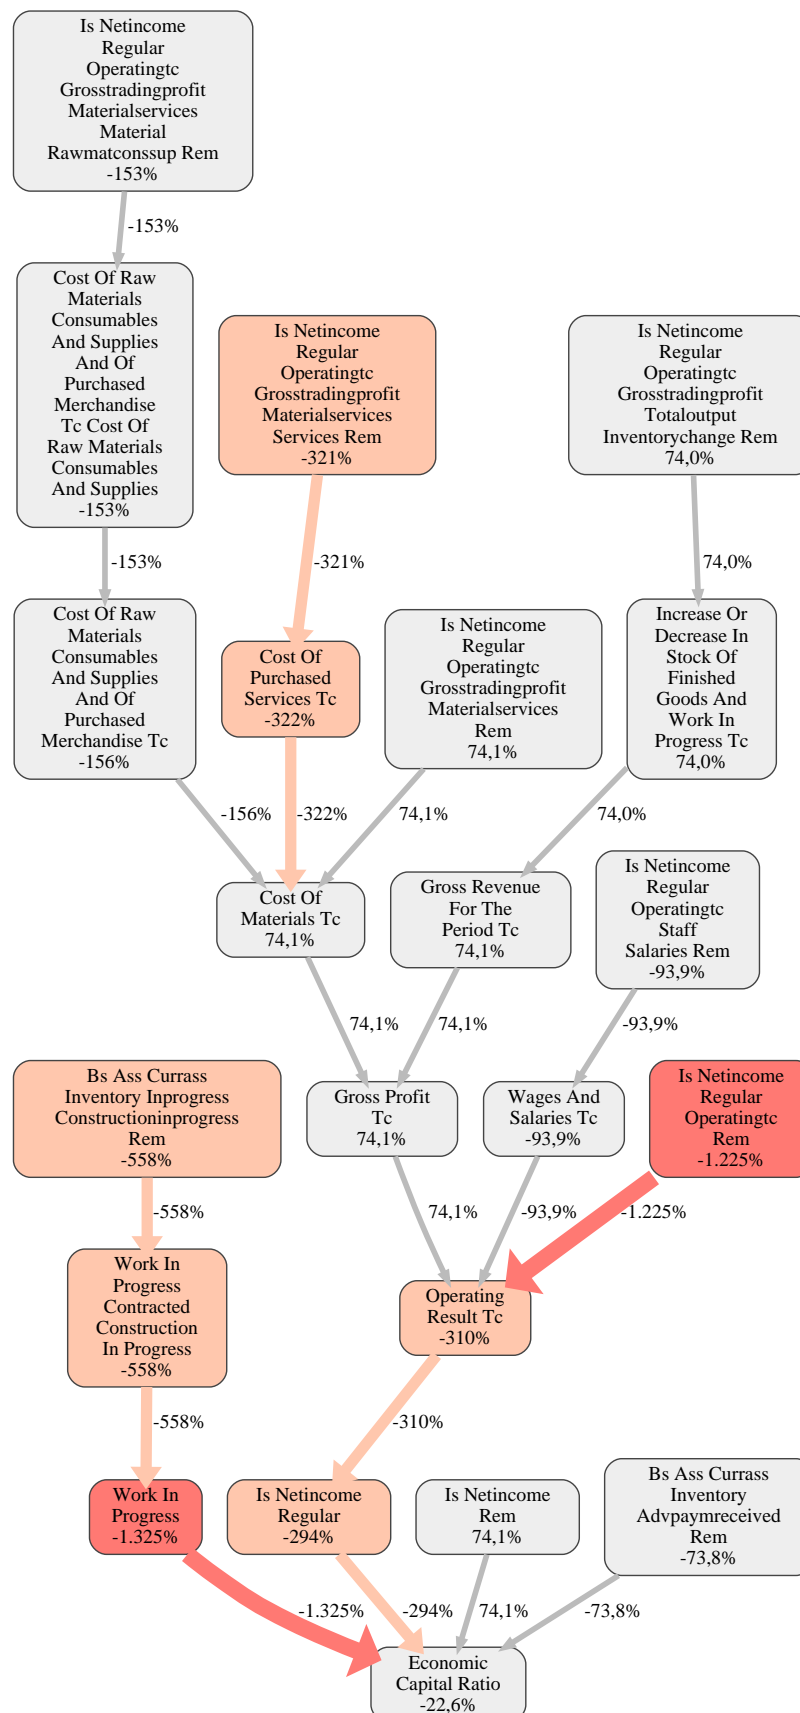 Is Netincome
Regular
Operatingtc
Grosstradingprofit
Materialservices
Material
Rawmatconssup Rem
-153%
-153%
Cost Of Raw
Materials
Consumables
And Supplies
And Of
Purchased
Merchandise
Tc Cost Of
Raw Materials
Consumables
And Supplies
-153%
Is Netincome
Regular
Operatingtc
Grosstradingprofit
Materialservices
Services Rem
-321%
Is Netincome
Regular
Operatingtc
Grosstradingprofit
Totaloutput
Inventorychange Rem
74,0%
-153%
-321%
74,0%
Cost Of Raw
Materials
Consumables
And Supplies
And Of
Purchased
Merchandise Tc
-156%
Cost Of
Purchased
Services Tc
-322%
Is Netincome
Regular
Operatingtc
Grosstradingprofit
Materialservices
Rem
74,1%
Increase Or
Decrease In
Stock Of
Finished
Goods And
Work In
Progress Tc
74,0%
-156%
-322%
74,1%
74,0%
Cost Of
Materials Tc
74,1%
Gross Revenue
For The
Period Tc
74,1%
Is Netincome
Regular
Operatingtc
Staff
Salaries Rem
-93,9%
74,1%
74,1%
-93,9%
Bs Ass Currass
Inventory Inprogress
Constructioninprogress
Rem
-558%
Gross Profit
Tc
74,1%
Wages And
Salaries Tc
-93,9%
Is Netincome
Regular
Operatingtc
Rem
-1.225%
-558%
74,1%
-93,9%
-1.225%
Work In
Progress
Contracted
Construction
In Progress
-558%
Operating
Result Tc
-310%
-558%
-310%
Work In
Progress
-1.325%
Is Netincome
Regular
-294%
Is Netincome
Rem
74,1%
Bs Ass Currass
Inventory
Advpaymreceived
Rem
-73,8%
-1.325%
-294%
74,1%
-73,8%
Economic
Capital Ratio
-22,6%